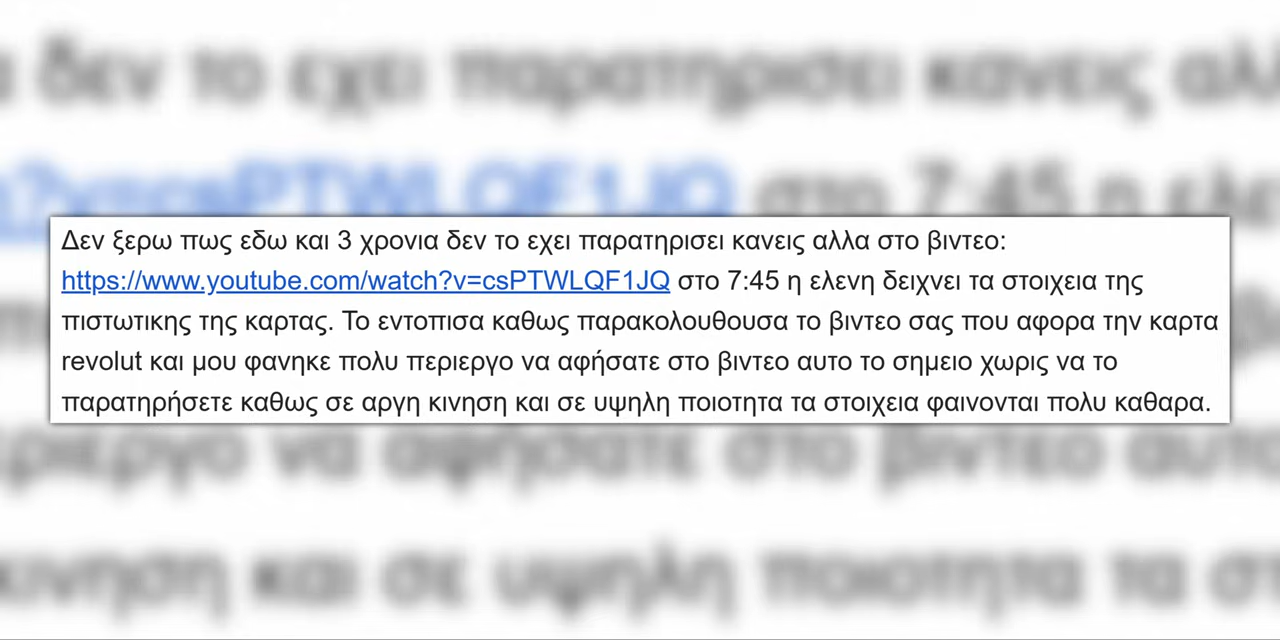 Δεν ξερω πως εδω και 3 χρονια δεν το εχει παρατηρισει κανεις αλλα στο βιντεο:
https://www.youtube.com/watch?v=csPTWLQF1JQ στο 7:45 η ελενη δειχνει τα στοιχεια της
πιστωτικης της καρτας. Το εντοπισα καθως παρακολουθουσα το βιντεο σας που αφορα την καρτα
revolut και μου φανηκε πολυ περιεργο να αφήσατε στο βιντεο αυτο το σημειο χωρις να το
παρατηρήσετε καθως σε αργη κινηση και σε υψηλη ποιοτητα τα στοιχεια φαινονται πολυ καθαρα.